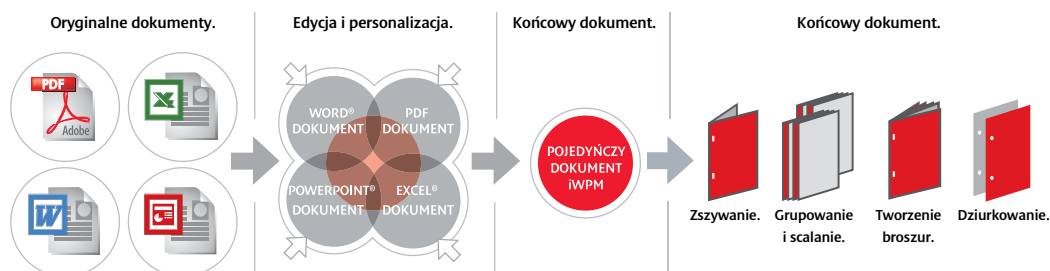 Oryginalne dokumenty.
PDF
Adobe
W
Edycja i personalizacja.
WORD®
DOKUMENT
PDF
DOKUMENT
POWERPOINT®
DOKUMENT
EXCEL®
DOKUMENT
Końcowy dokument.
POJEDYŃCZY
DOKUMENT
iWPM
Końcowy dokument.
Zszywanie.
Grupowanie
i scalanie.
Tworzenie
broszur.
Dziurkowanie.